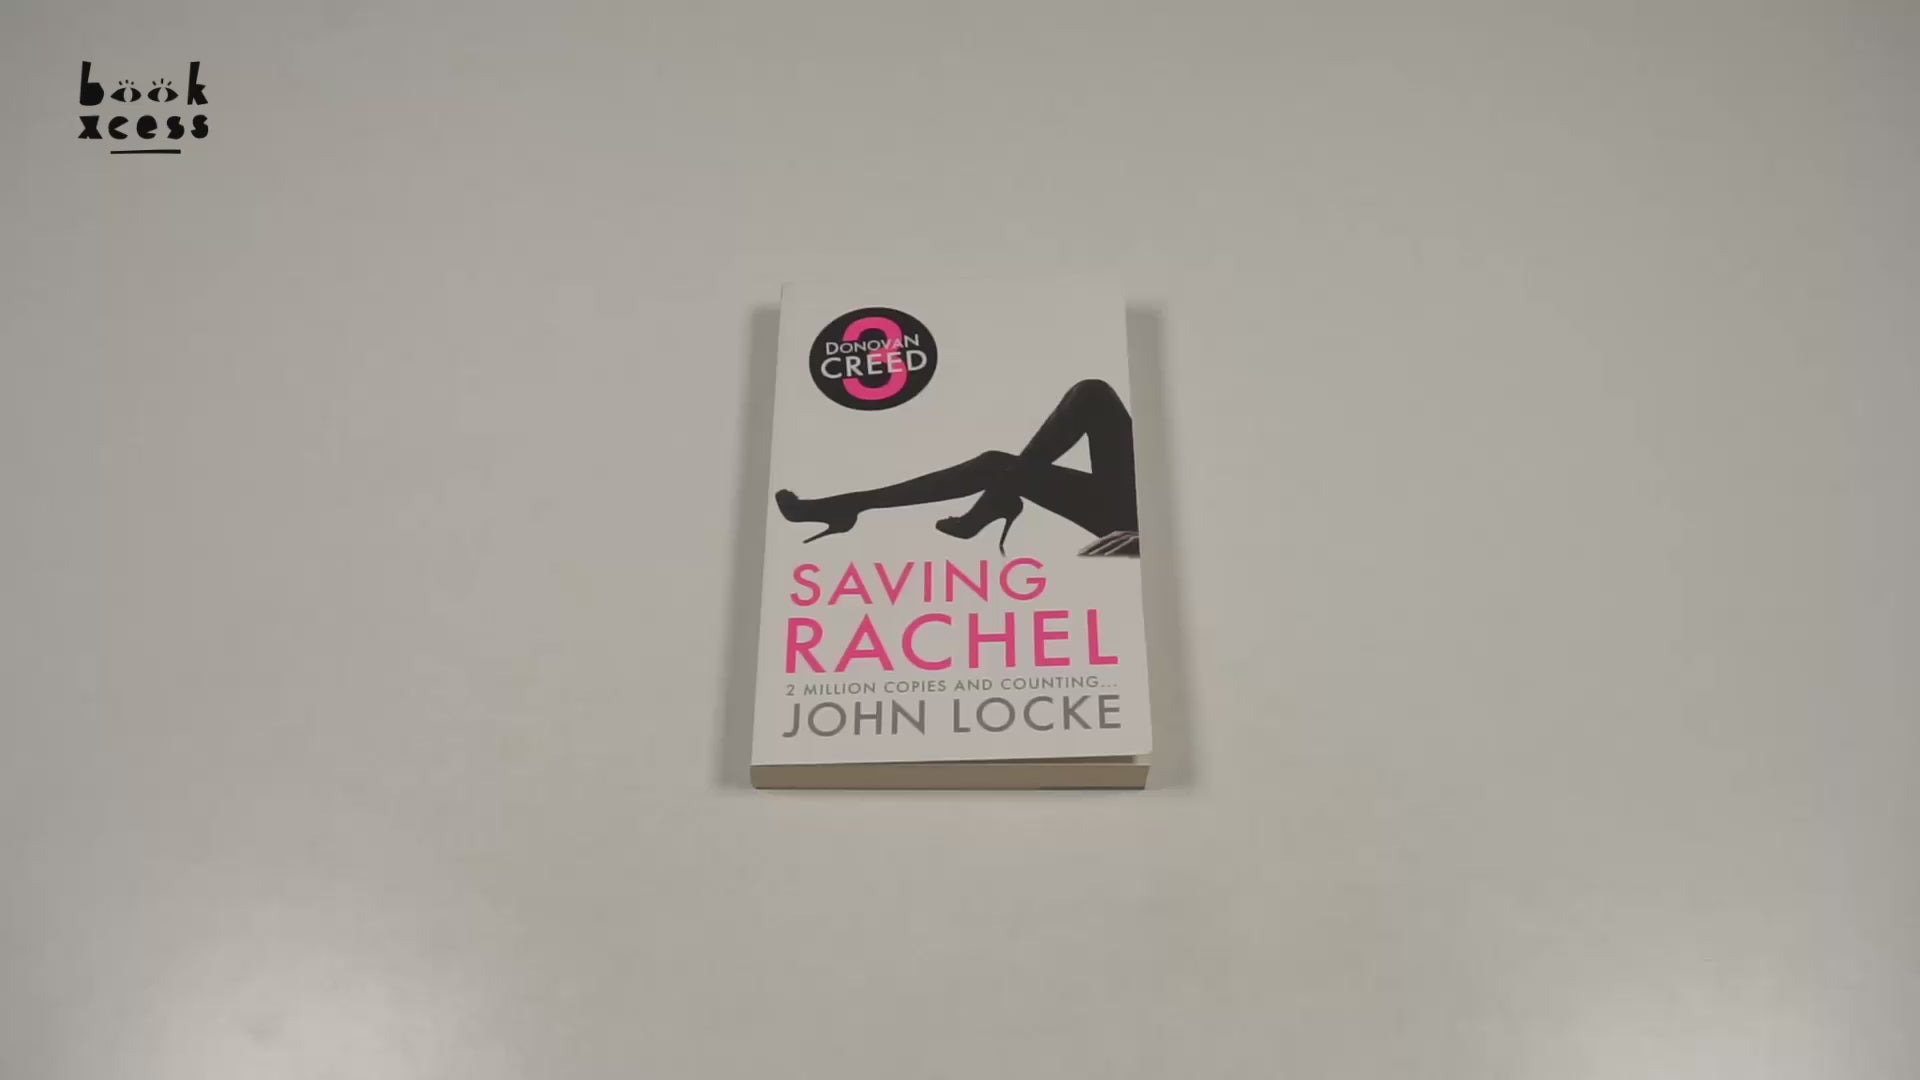 book
xcess
3
DONOVAN
CREED
SAVING
RACHEL
2 MILLION COPIES AND COUNTING...
JOHN LOCKE